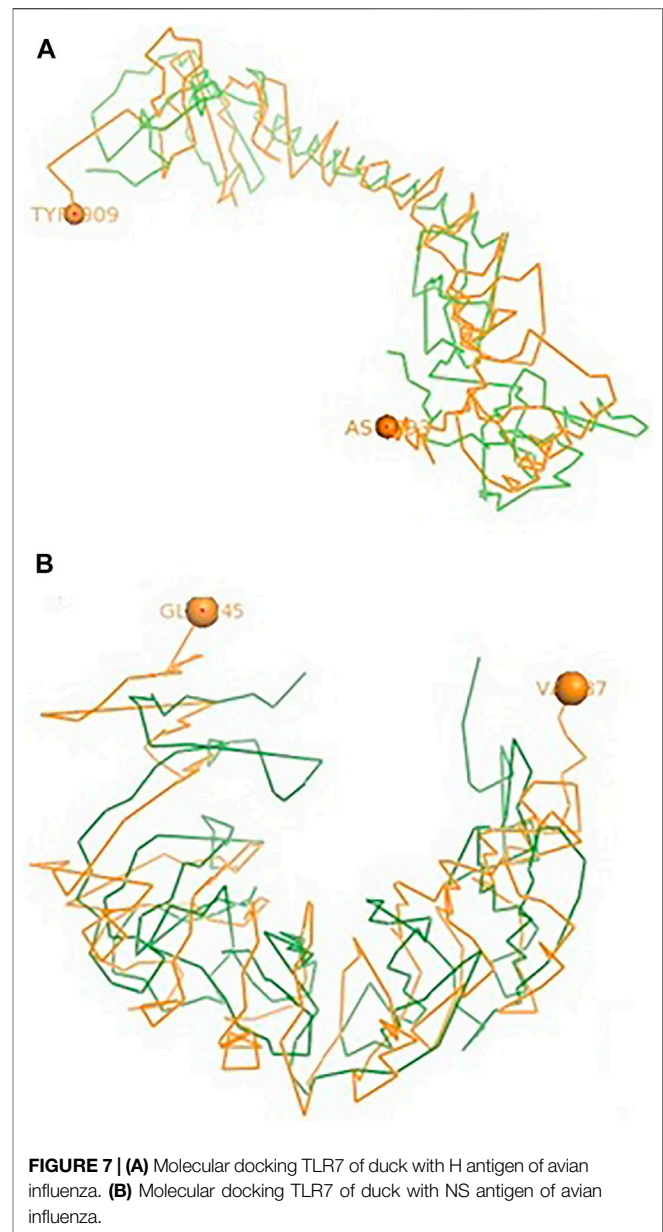 A
B
FIGURE 7 | (A) Molecular docking TLR7 of duck with H antigen of avian
influenza. (B) Molecular docking TLR7 of duck with NS antigen of avian
influenza.